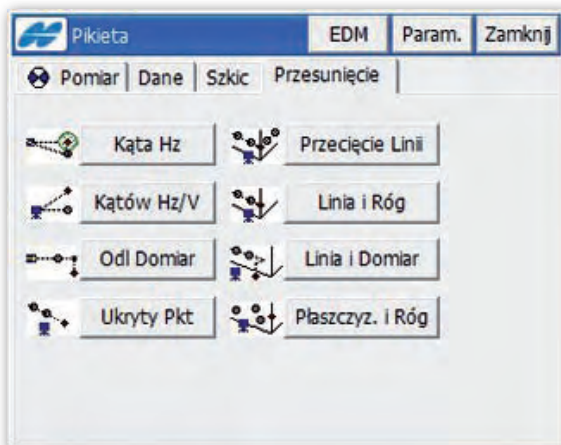 Pikieta EDM Param. Zamknij
Pomiar Dane Szkic Przesunięcie
Kąta Hz Przecięcie Linii
Kątów Hz/V Linia i Róg
Odl Domiar Linia i Domiar
Ukryty Pkt Płaszczyz. i Róg